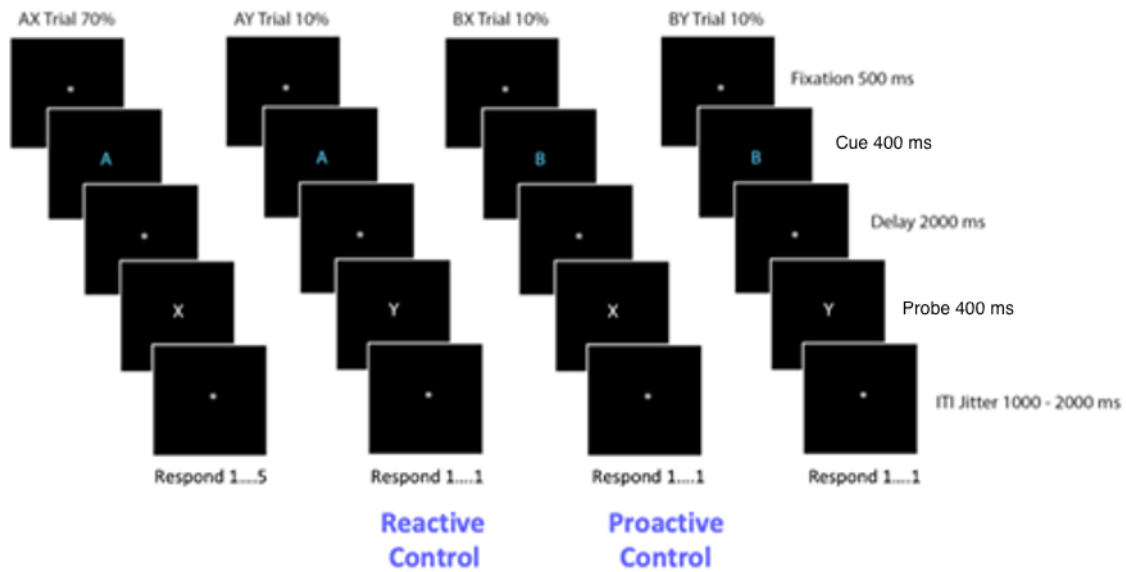 AX Trial 70%
AY Trial 10%
BX Trial 10%
BY Trial 10%
Fixation 500 ms
A
A
B
B
Cue 400 ms
Delay 2000 ms
X
Y
X
Y
Probe 400 ms
ITI Jitter 1000 - 2000 ms
Respond 1....5
Respond 1....1
Respond 1....1
Respond 1....1
Reactive
Control
Proactive
Control